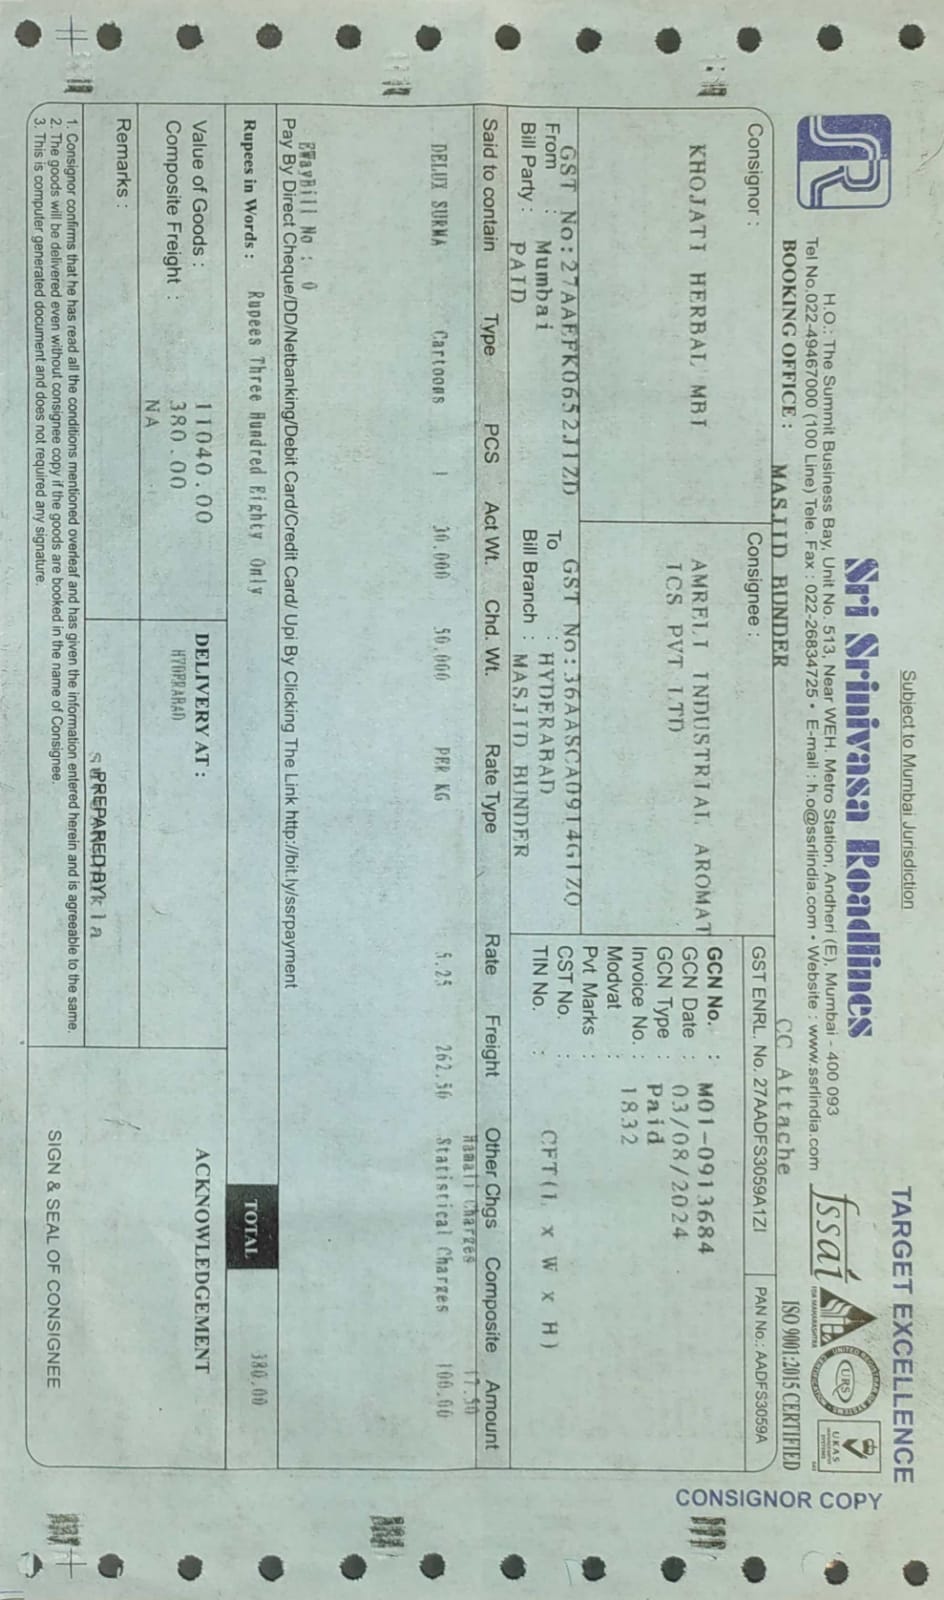 Subject to Mumbai Jurisdiction
TARGET EXCELLENCE
Sri Srinivasa Roadlines
H.O.: The Summit Business Bay, Unit No. 513, Near WEH. Metro Station, Andheri (E), Mumbai - 400 093
Tel No.022-49467000 (100 Line) Tele. Fax : 022-26834725 • E-mail : h.o@ssrlindia.com • Website : www.ssrlindia.com
fssai
URS
UKAS
BOOKING OFFICE : MASJID BUNDER CC Attache ISO 9001:2015 CERTIFIED
CONSIGNOR COPY
Consignor :
KHOJATI HERBAL MBI
GST No:27AAEFK0652J1ZD
From : Mumbai
Bill Party : PAID
Consignee :
AMRELI INDUSTRIAL AROMAT
ICS PVT LTD
GST No:36AASCA0914G1ZO
To : HYDERABAD
Bill Branch : MASJID BUNDER
GST ENRL. No. 27AADFS3059A1ZI PAN No.: AADFS3059A
GCN No. : M01-0913684
GCN Date : 03/08/2024
GCN Type : Paid
Invoice No. : 1832
Modvat :
Pvt Marks :
CST No. :
TIN No. : CFT(L x W x H)
Said to contain Type PCS Act Wt. Chd. Wt. Rate Type Rate Freight Other Chgs Composite Amount
Hamali Charges 17.50
DELUX SURMA Cartoons 1 30.000 50.000 PER KG 5.25 262.50 Statistical Charges 100.00
EWayBill No : 0
Pay By Direct Cheque/DD/Netbanking/Debit Card/Credit Card/ Upi By Clicking The Link http://bit.ly/ssrpayment
Rupees in Words : Rupees Three Hundred Eighty Only
TOTAL 380.00
Value of Goods : 11040.00
Composite Freight : 380.00
NA
DELIVERY AT :
HYDERABAD
ACKNOWLEDGEMENT
Remarks :
PREPARED BY
SIGN & SEAL OF CONSIGNEE
1. Consignor confirms that he has read all the conditions mentioned overleaf and has given the information entered herein and is agreeable to the same.
2. The goods will be delivered even without consignee copy if the goods are booked in the name of Consignee.
3. This is computer generated document and does not required any signature.